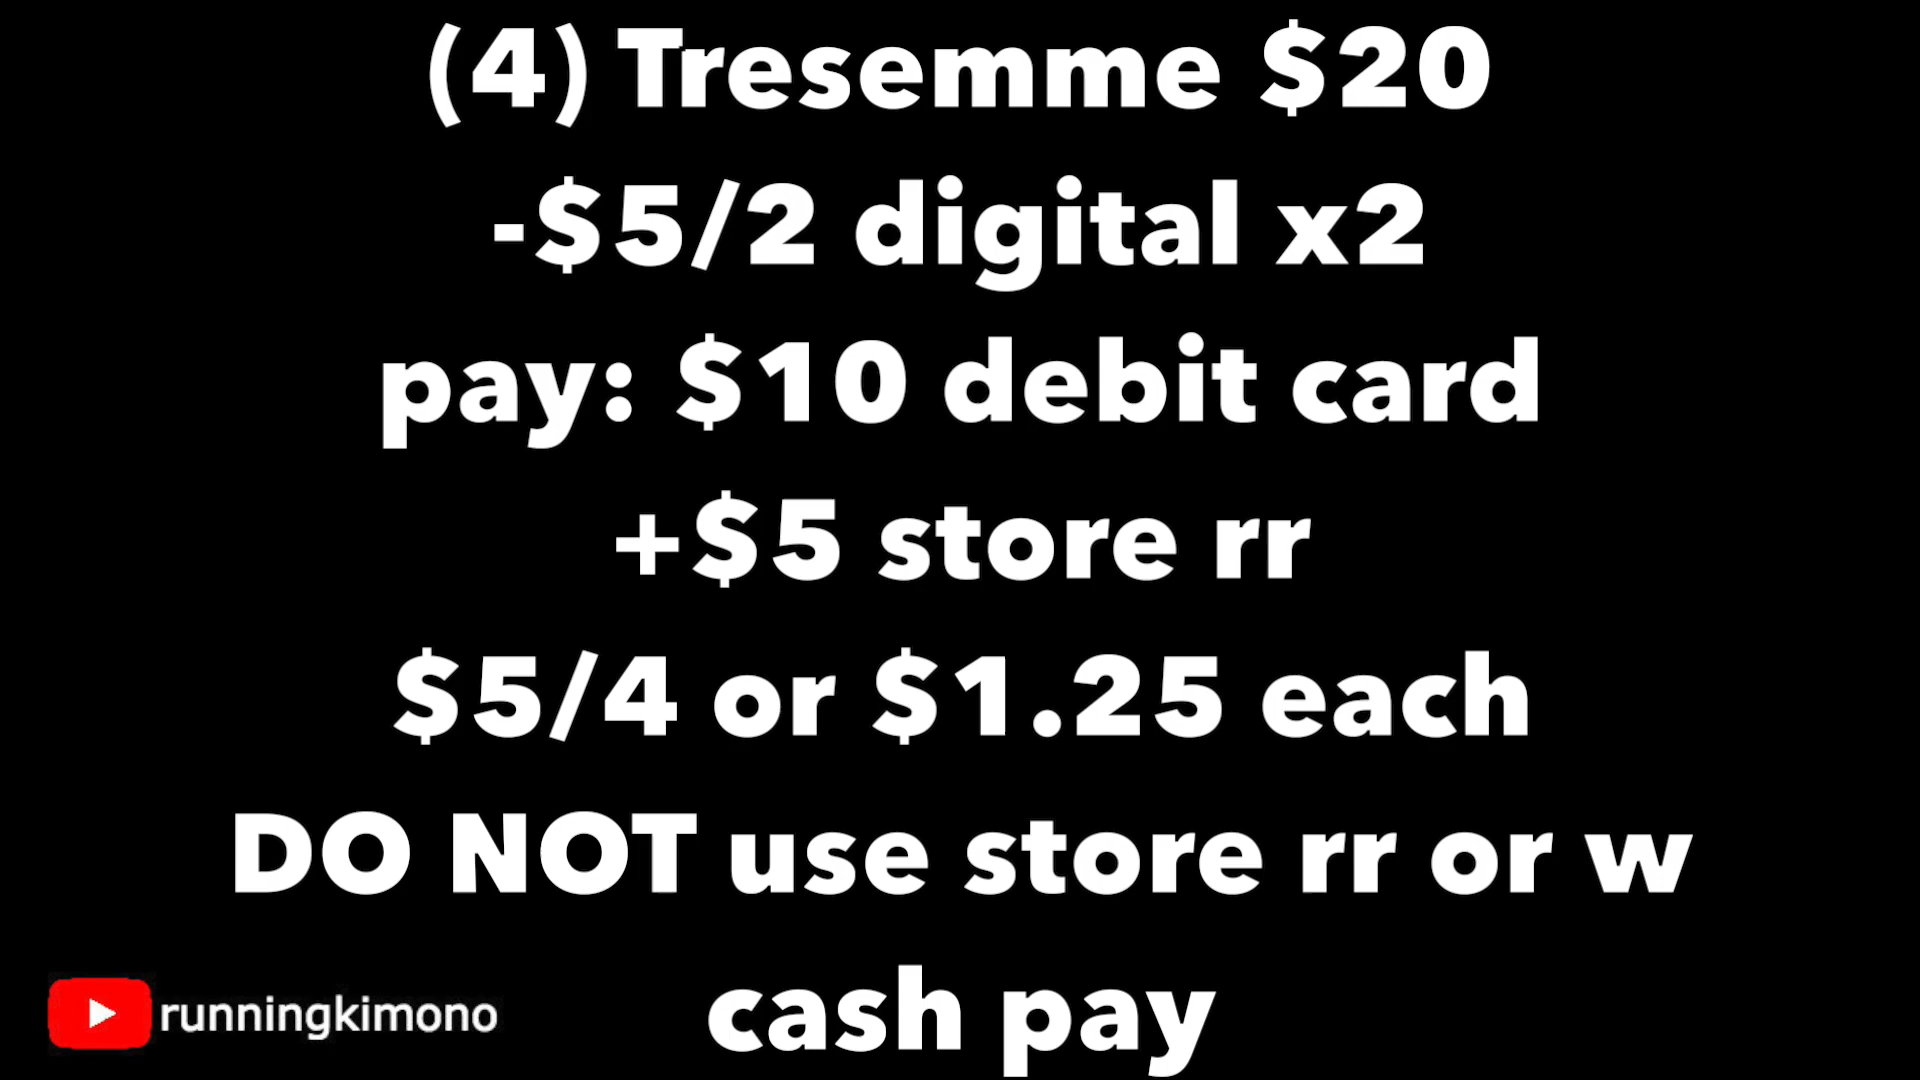 (4) Tresemme $20
-$5/2 digital x2
pay: $10 debit card
+$5 store rr
$5/4 or $1.25 each
DO NOT use store rr or w
cash pay
runningkimono